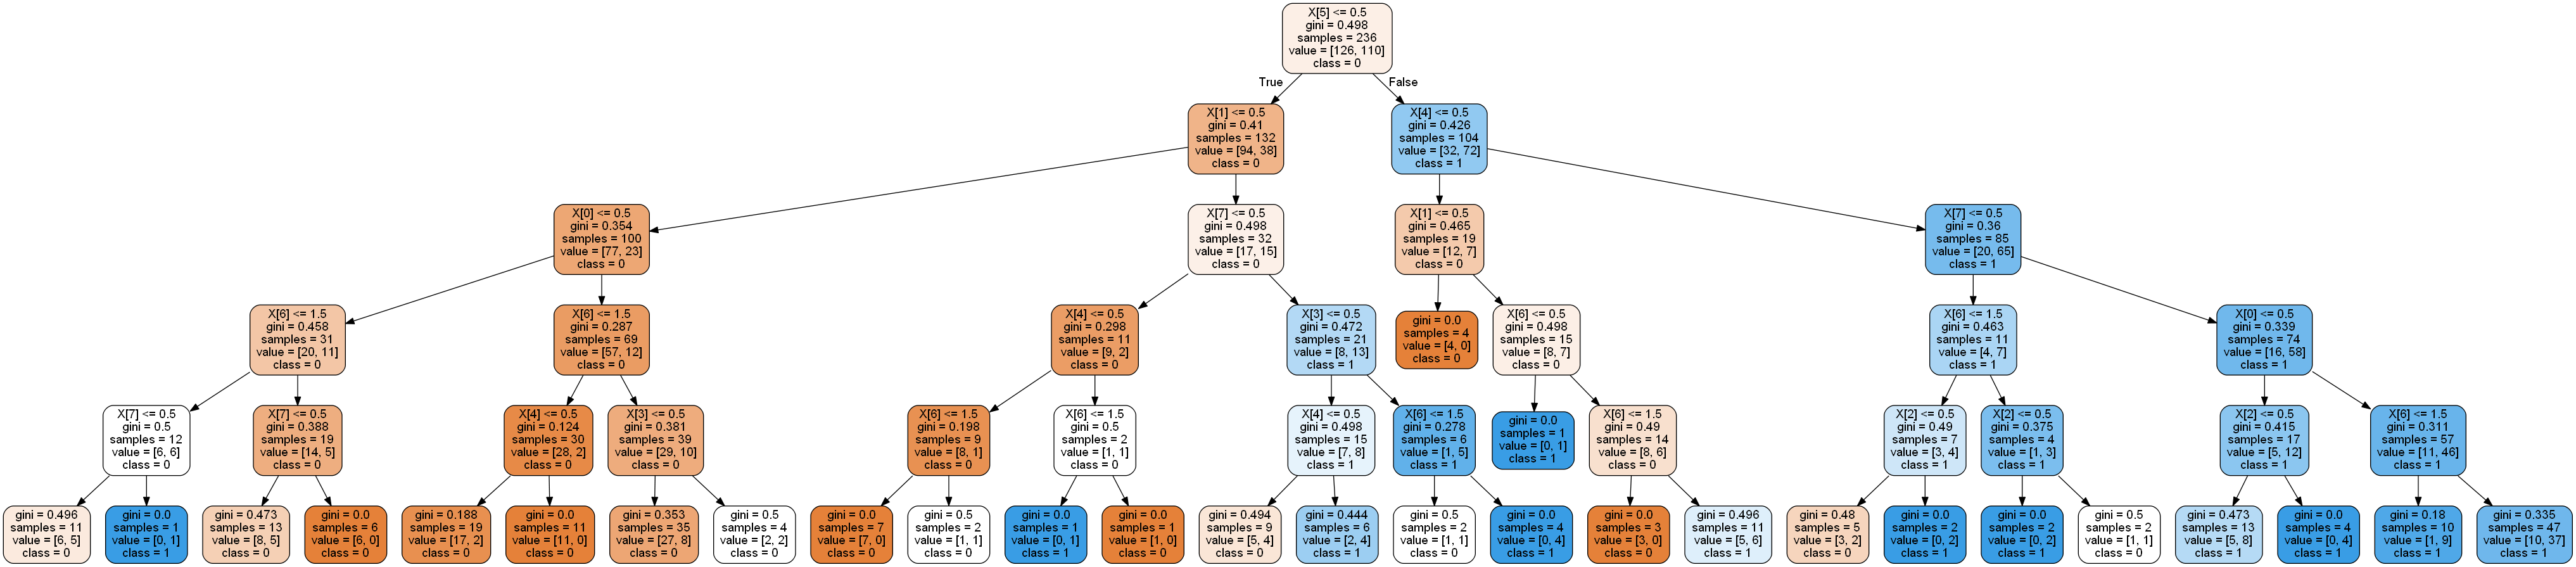 X[5] <= 0.5
gini = 0.498
samples = 236
value = [126, 110]
class = 0
True
False
X[1] <= 0.5
gini = 0.41
samples = 132
value = [94, 38]
class = 0
X[4] <= 0.5
gini = 0.426
samples = 104
value = [32, 72]
class = 1
X[0] <= 0.5
gini = 0.354
samples = 100
value = [77, 23]
class = 0
X[7] <= 0.5
gini = 0.498
samples = 32
value = [17, 15]
class = 0
X[1] <= 0.5
gini = 0.465
samples = 19
value = [12, 7]
class = 0
X[7] <= 0.5
gini = 0.36
samples = 85
value = [20, 65]
class = 1
X[6] <= 1.5
gini = 0.458
samples = 31
value = [20, 11]
class = 0
X[6] <= 1.5
gini = 0.287
samples = 69
value = [57, 12]
class = 0
X[4] <= 0.5
gini = 0.298
samples = 11
value = [9, 2]
class = 0
X[3] <= 0.5
gini = 0.472
samples = 21
value = [8, 13]
class = 1
gini = 0.0
samples = 4
value = [4, 0]
class = 0
X[6] <= 0.5
gini = 0.498
samples = 15
value = [8, 7]
class = 0
X[6] <= 1.5
gini = 0.463
samples = 11
value = [4, 7]
class = 1
X[0] <= 0.5
gini = 0.339
samples = 74
value = [16, 58]
class = 1
X[7] <= 0.5
gini = 0.5
samples = 12
value = [6, 6]
class = 0
X[7] <= 0.5
gini = 0.388
samples = 19
value = [14, 5]
class = 0
X[4] <= 0.5
gini = 0.124
samples = 30
value = [28, 2]
class = 0
X[3] <= 0.5
gini = 0.381
samples = 39
value = [29, 10]
class = 0
X[6] <= 1.5
gini = 0.198
samples = 9
value = [8, 1]
class = 0
X[6] <= 1.5
gini = 0.5
samples = 2
value = [1, 1]
class = 0
X[4] <= 0.5
gini = 0.498
samples = 15
value = [7, 8]
class = 1
X[6] <= 1.5
gini = 0.278
samples = 6
value = [1, 5]
class = 1
gini = 0.0
samples = 1
value = [0, 1]
class = 1
X[6] <= 1.5
gini = 0.49
samples = 14
value = [8, 6]
class = 0
X[2] <= 0.5
gini = 0.49
samples = 7
value = [3, 4]
class = 1
X[2] <= 0.5
gini = 0.375
samples = 4
value = [1, 3]
class = 1
X[2] <= 0.5
gini = 0.415
samples = 17
value = [5, 12]
class = 1
X[6] <= 1.5
gini = 0.311
samples = 57
value = [11, 46]
class = 1
gini = 0.496
samples = 11
value = [6, 5]
class = 0
gini = 0.0
samples = 1
value = [0, 1]
class = 1
gini = 0.473
samples = 13
value = [8, 5]
class = 0
gini = 0.0
samples = 6
value = [6, 0]
class = 0
gini = 0.188
samples = 19
value = [17, 2]
class = 0
gini = 0.0
samples = 11
value = [11, 0]
class = 0
gini = 0.353
samples = 35
value = [27, 8]
class = 0
gini = 0.5
samples = 4
value = [2, 2]
class = 0
gini = 0.0
samples = 7
value = [7, 0]
class = 0
gini = 0.5
samples = 2
value = [1, 1]
class = 0
gini = 0.0
samples = 1
value = [0, 1]
class = 1
gini = 0.0
samples = 1
value = [1, 0]
class = 0
gini = 0.494
samples = 9
value = [5, 4]
class = 0
gini = 0.444
samples = 6
value = [2, 4]
class = 1
gini = 0.5
samples = 2
value = [1, 1]
class = 0
gini = 0.0
samples = 4
value = [0, 4]
class = 1
gini = 0.0
samples = 3
value = [3, 0]
class = 0
gini = 0.496
samples = 11
value = [5, 6]
class = 1
gini = 0.48
samples = 5
value = [3, 2]
class = 0
gini = 0.0
samples = 2
value = [0, 2]
class = 1
gini = 0.0
samples = 2
value = [0, 2]
class = 1
gini = 0.5
samples = 2
value = [1, 1]
class = 0
gini = 0.473
samples = 13
value = [5, 8]
class = 1
gini = 0.0
samples = 4
value = [0, 4]
class = 1
gini = 0.18
samples = 10
value = [1, 9]
class = 1
gini = 0.335
samples = 47
value = [10, 37]
class = 1